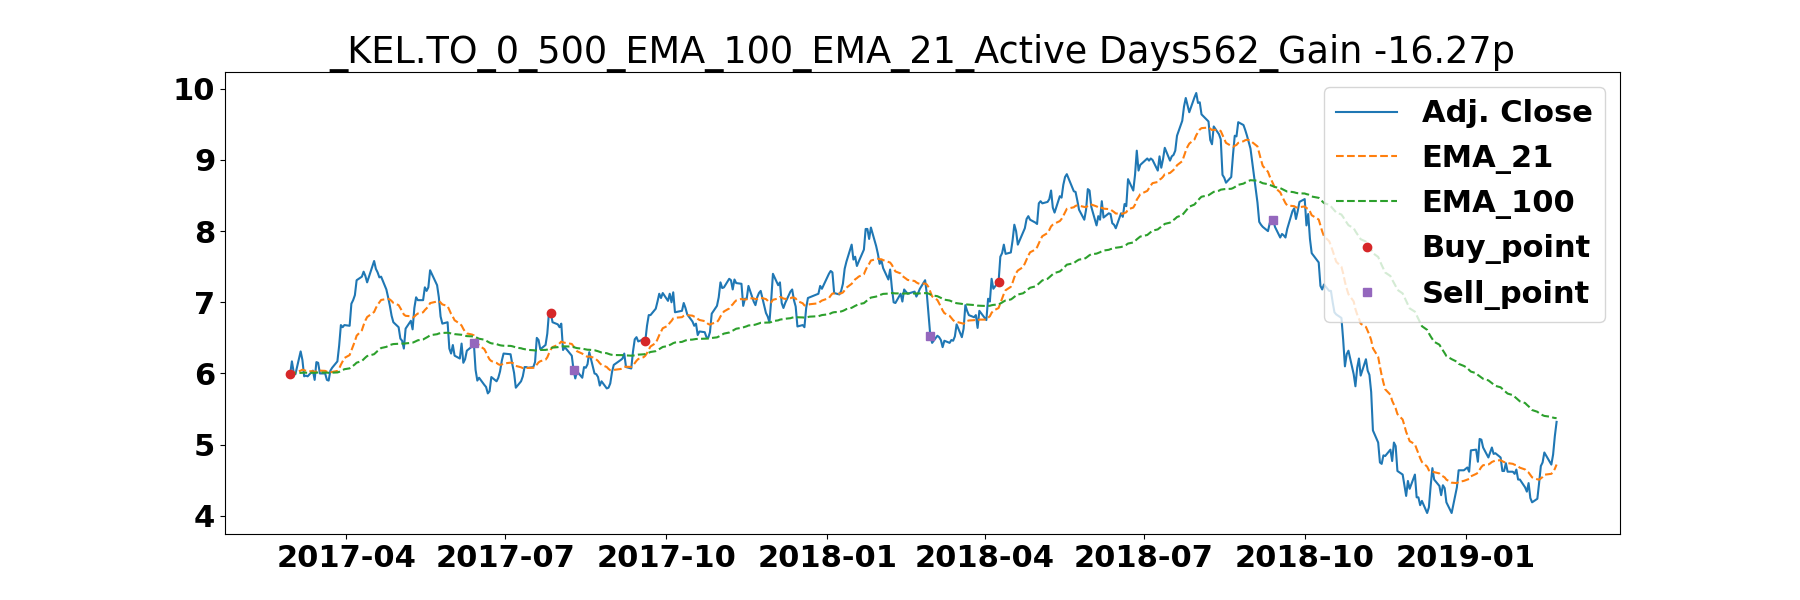 _KEL.TO_0_500_EMA_100_EMA_21_Active Days562_Gain -16.27p
10
9
8
7
6
5
4
Adj. Close
EMA_21
EMA_100
Buy_point
Sell_point
2017-04 2017-07 2017-10 2018-01 2018-04 2018-07 2018-10 2019-01